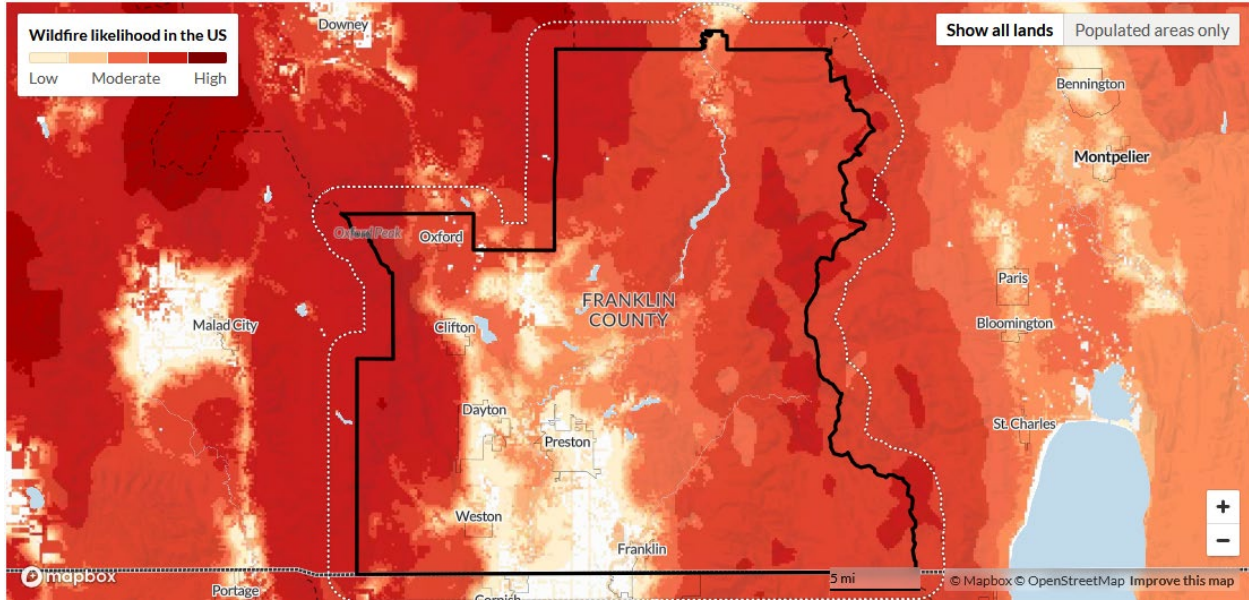 Wildfire likelihood in the US
Low Moderate High
Show all lands Populated areas only
Downey
Bennington
Montpelier
Oxford Peak
Oxford
Paris
FRANKLIN
COUNTY
Malad City
Clifton
Bloomington
Dayton
Preston
St. Charles
Weston
Franklin
+
−
mapbox
Portage
Cornish
5 mi
© Mapbox © OpenStreetMap Improve this map